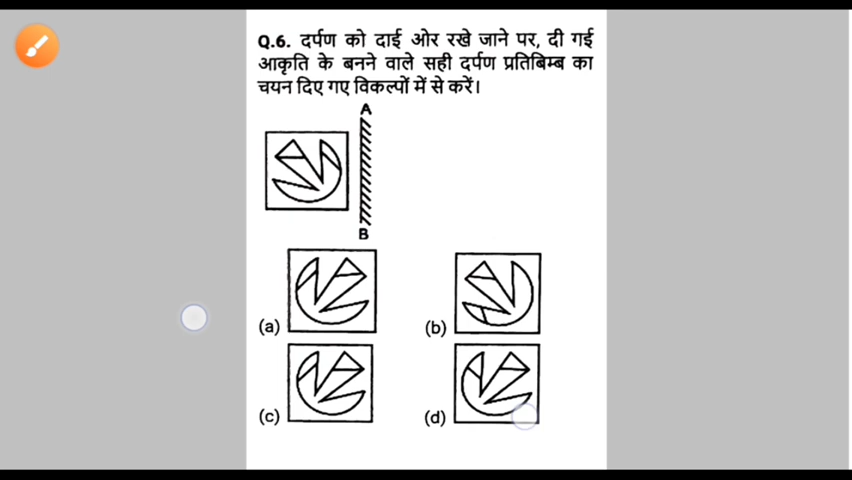 Q.6. दर्पण को दाई ओर रखे जाने पर, दी गई
आकृति के बनने वाले सही दर्पण प्रतिबिम्ब का
चयन दिए गए विकल्पों में से करें।
A
B
(a)
(b)
(c)
(d)